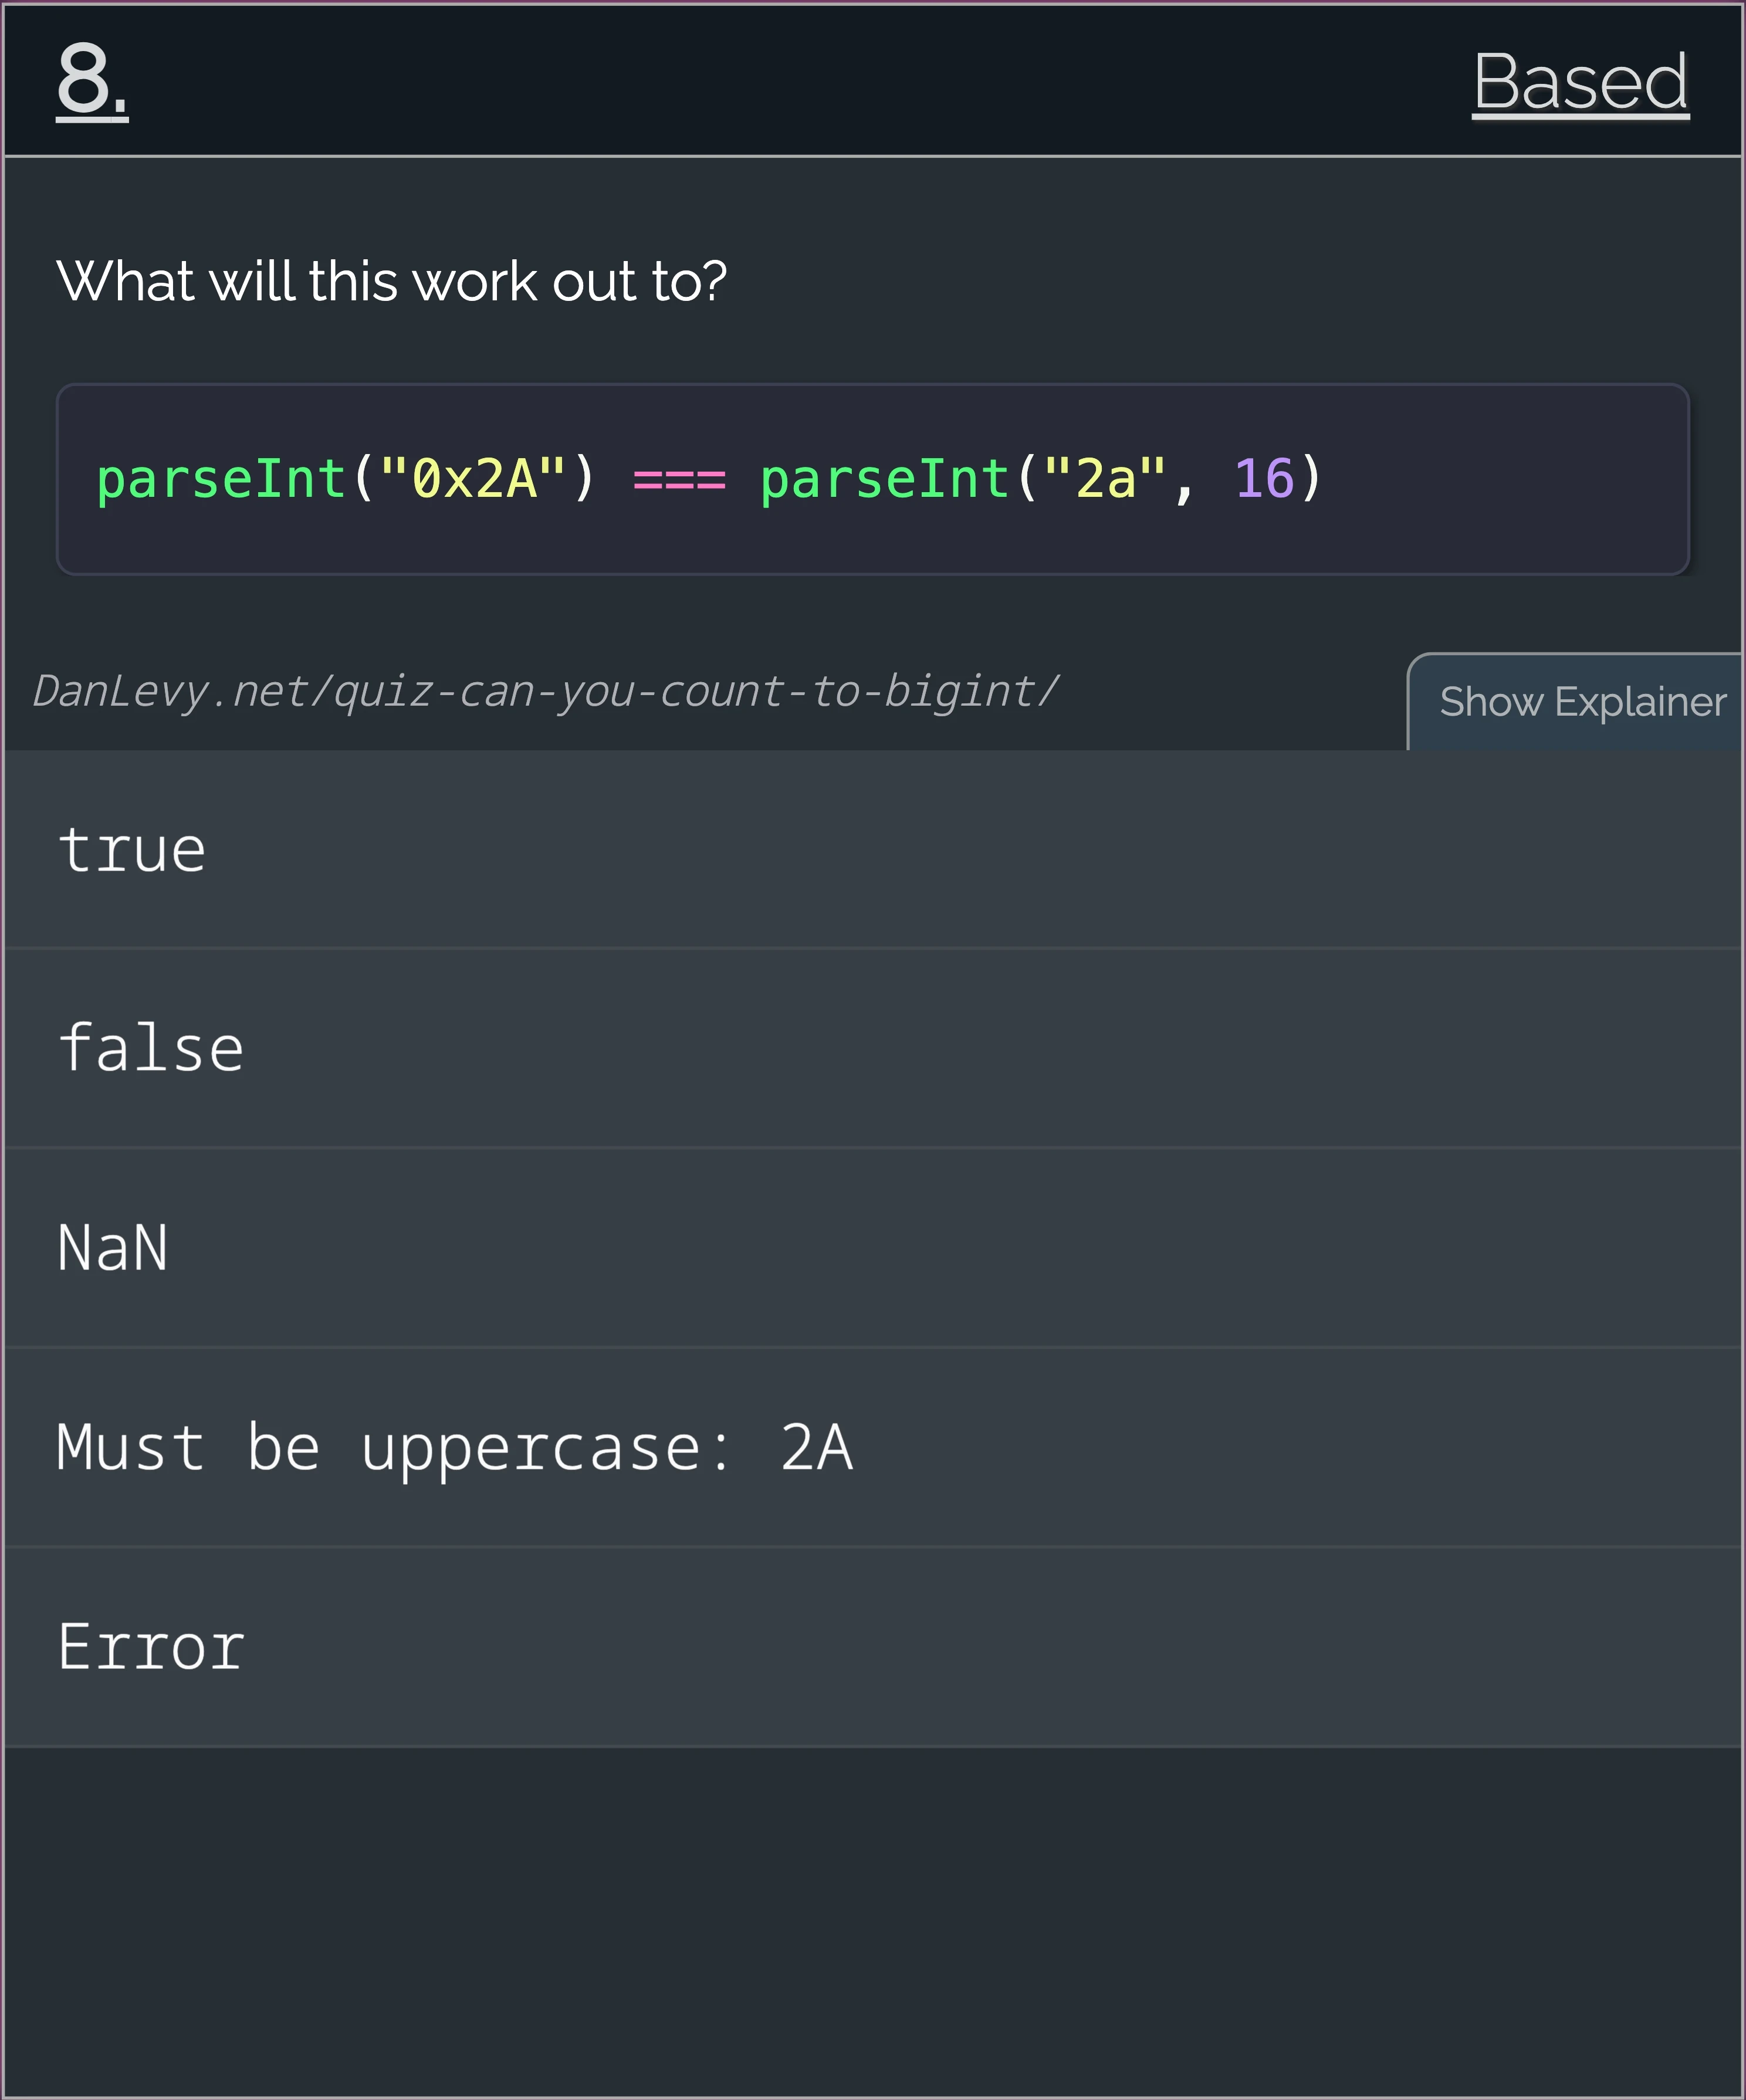 8.
Based
What will this work out to?
parseInt("0x2A") === parseInt("2a", 16)
DanLevy.net/quiz-can-you-count-to-bigint/
Show Explainer
true
false
NaN
Must be uppercase: 2A
Error